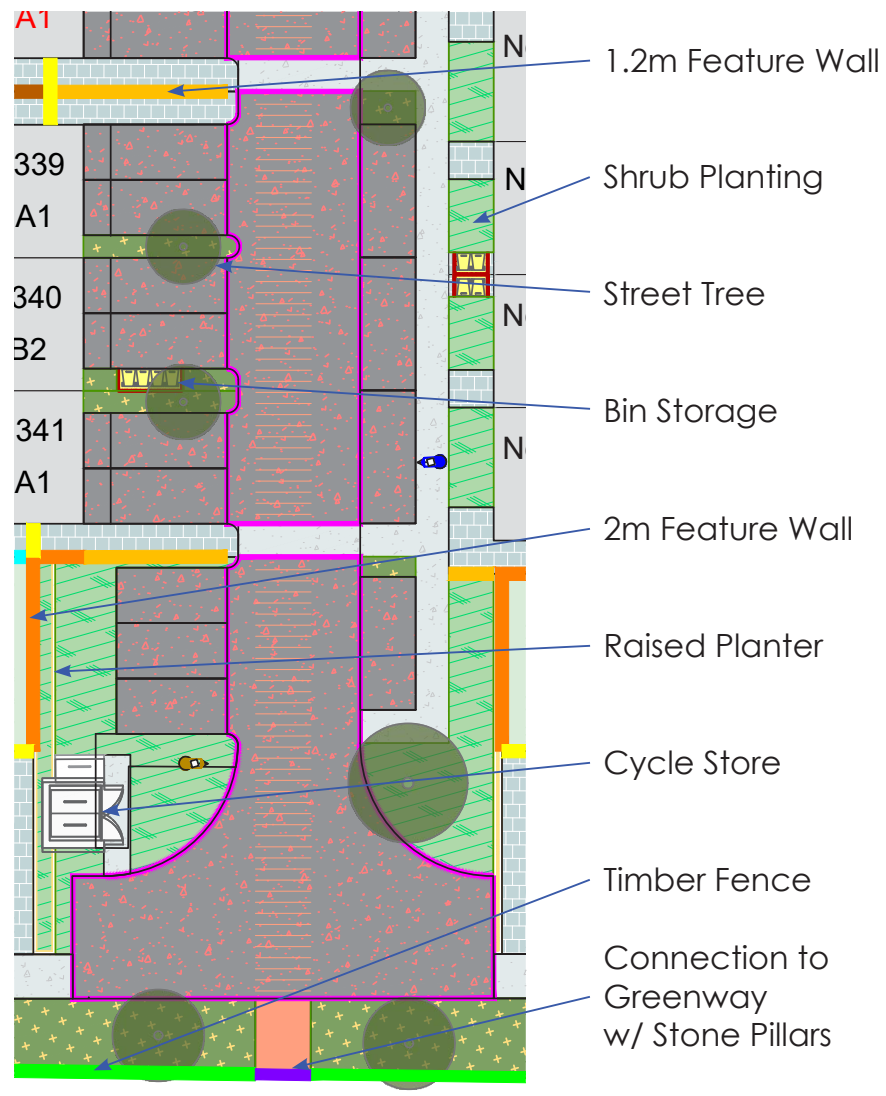 A1
1.2m Feature Wall
339
A1
Shrub Planting
340
B2
Street Tree
Bin Storage
341
A1
2m Feature Wall
Raised Planter
Cycle Store
Timber Fence
Connection to
Greenway
w/ Stone Pillars